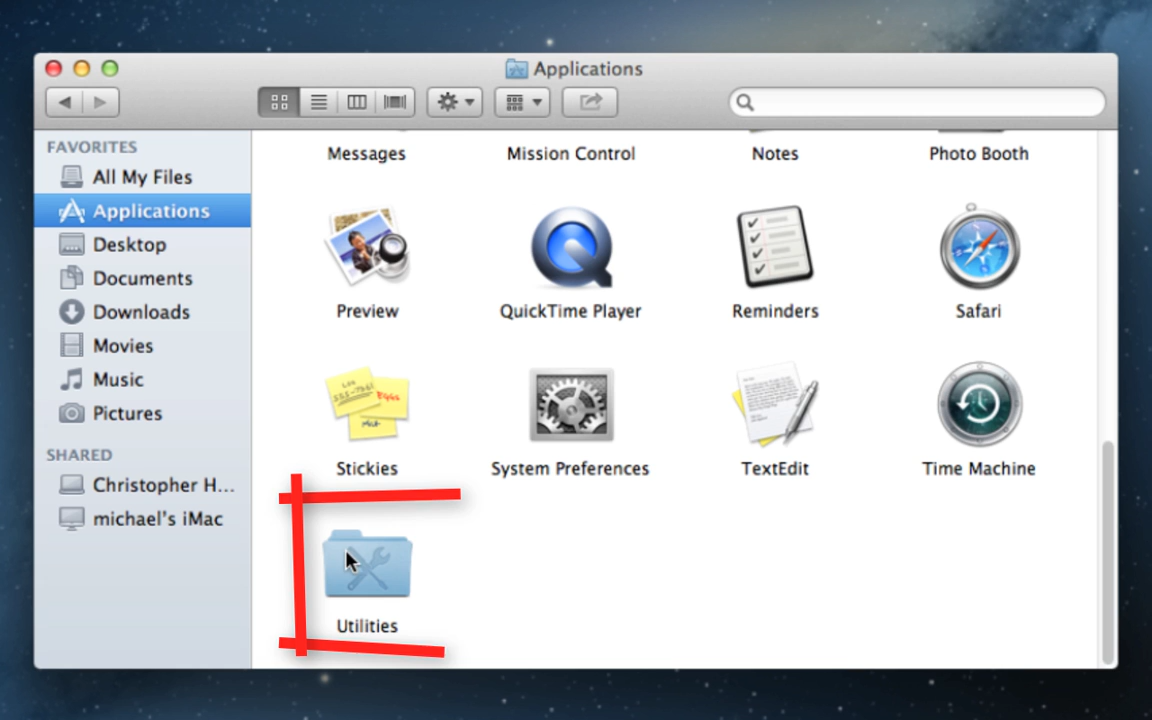 Applications
FAVORITES
All My Files
Applications
Desktop
Documents
Downloads
Movies
Music
Pictures
SHARED
Christopher H...
michael's iMac
Messages
Mission Control
Notes
Photo Booth
Preview
QuickTime Player
Reminders
Safari
Stickies
System Preferences
TextEdit
Time Machine
Utilities